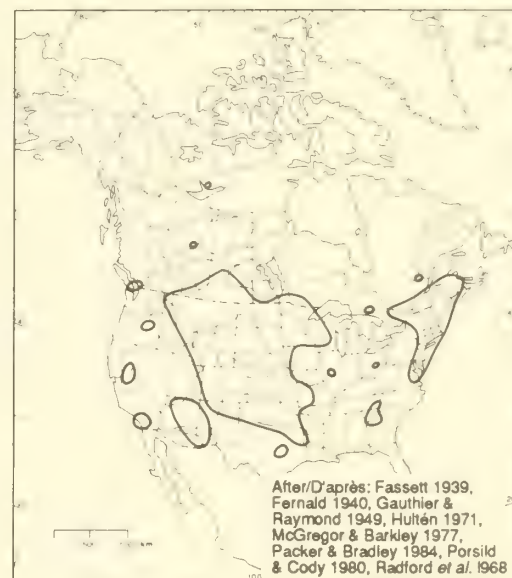 After/D'après: Fassett 1939,
Fernald 1940, Gauthier &
Raymond 1949, Hultén 1971,
McGregor & Barkley 1977,
Packer & Bradley 1984, Porsild
& Cody 1980, Radford et al. 1968
100